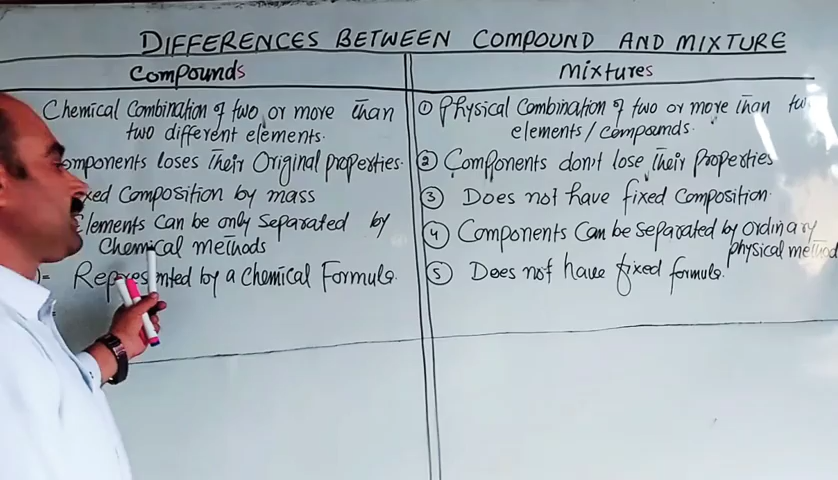 DIFFERENCES BETWEEN COMPOUND AND MIXTURE
Compounds
Chemical Combination of two or more than
two different elements.
Components loses Their Original properties.
Composition by mass
Elements Can be only Separated by
Chemical methods
Represented by a Chemical Formula.
Mixtures
① Physical Combination of two or more than
elements/compounds.
② Components don't lose Their Properties
③ Does not have fixed Composition.
④ Components Can be Separated by ordinary
physical method
⑤ Does not have fixed formula.